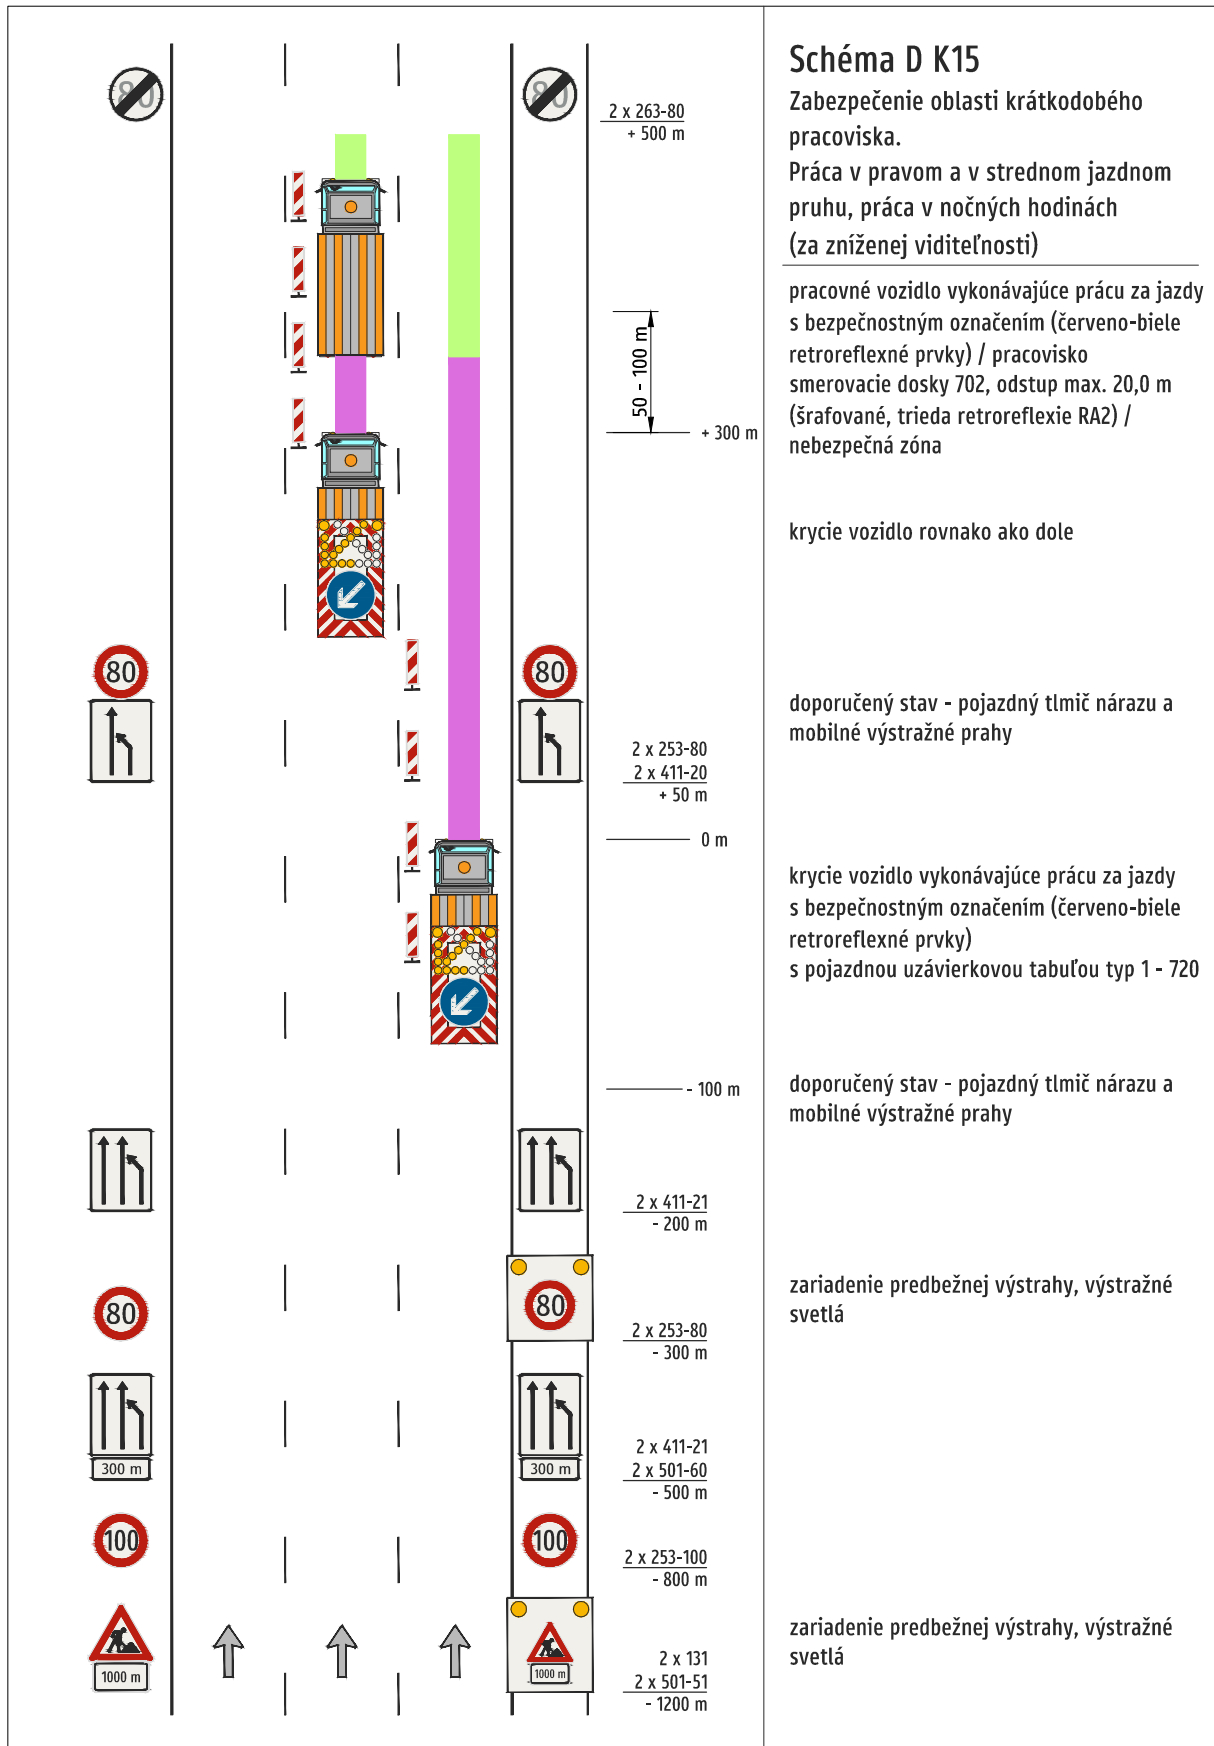 Schéma D K15
Zabezpečenie oblasti krátkodobého
pracoviska.
Práca v pravom a v strednom jazdnom
pruhu, práca v nočných hodinách
(za zníženej viditeľnosti)
80
80
2 x 263-80
+ 500 m
pracovné vozidlo vykonávajúce prácu za jazdy
s bezpečnostným označením (červeno-biele
retroreflexné prvky) / pracovisko
smerovacie dosky 702, odstup max. 20,0 m
(šrafované, trieda retroreflexie RA2) /
nebezpečná zóna
50 - 100 m
+ 300 m
krycie vozidlo rovnako ako dole
80
80
doporučený stav - pojazdný tlmič nárazu a
mobilné výstražné prahy
2 x 253-80
2 x 411-20
+ 50 m
0 m
krycie vozidlo vykonávajúce prácu za jazdy
s bezpečnostným označením (červeno-biele
retroreflexné prvky)
s pojazdnou uzávierkovou tabuľou typ 1 - 720
- 100 m
doporučený stav - pojazdný tlmič nárazu a
mobilné výstražné prahy
2 x 411-21
- 200 m
80
80
zariadenie predbežnej výstrahy, výstražné
svetlá
2 x 253-80
- 300 m
300 m
300 m
2 x 411-21
2 x 501-60
- 500 m
100
100
2 x 253-100
- 800 m
1000 m
1000 m
zariadenie predbežnej výstrahy, výstražné
svetlá
2 x 131
2 x 501-51
- 1200 m